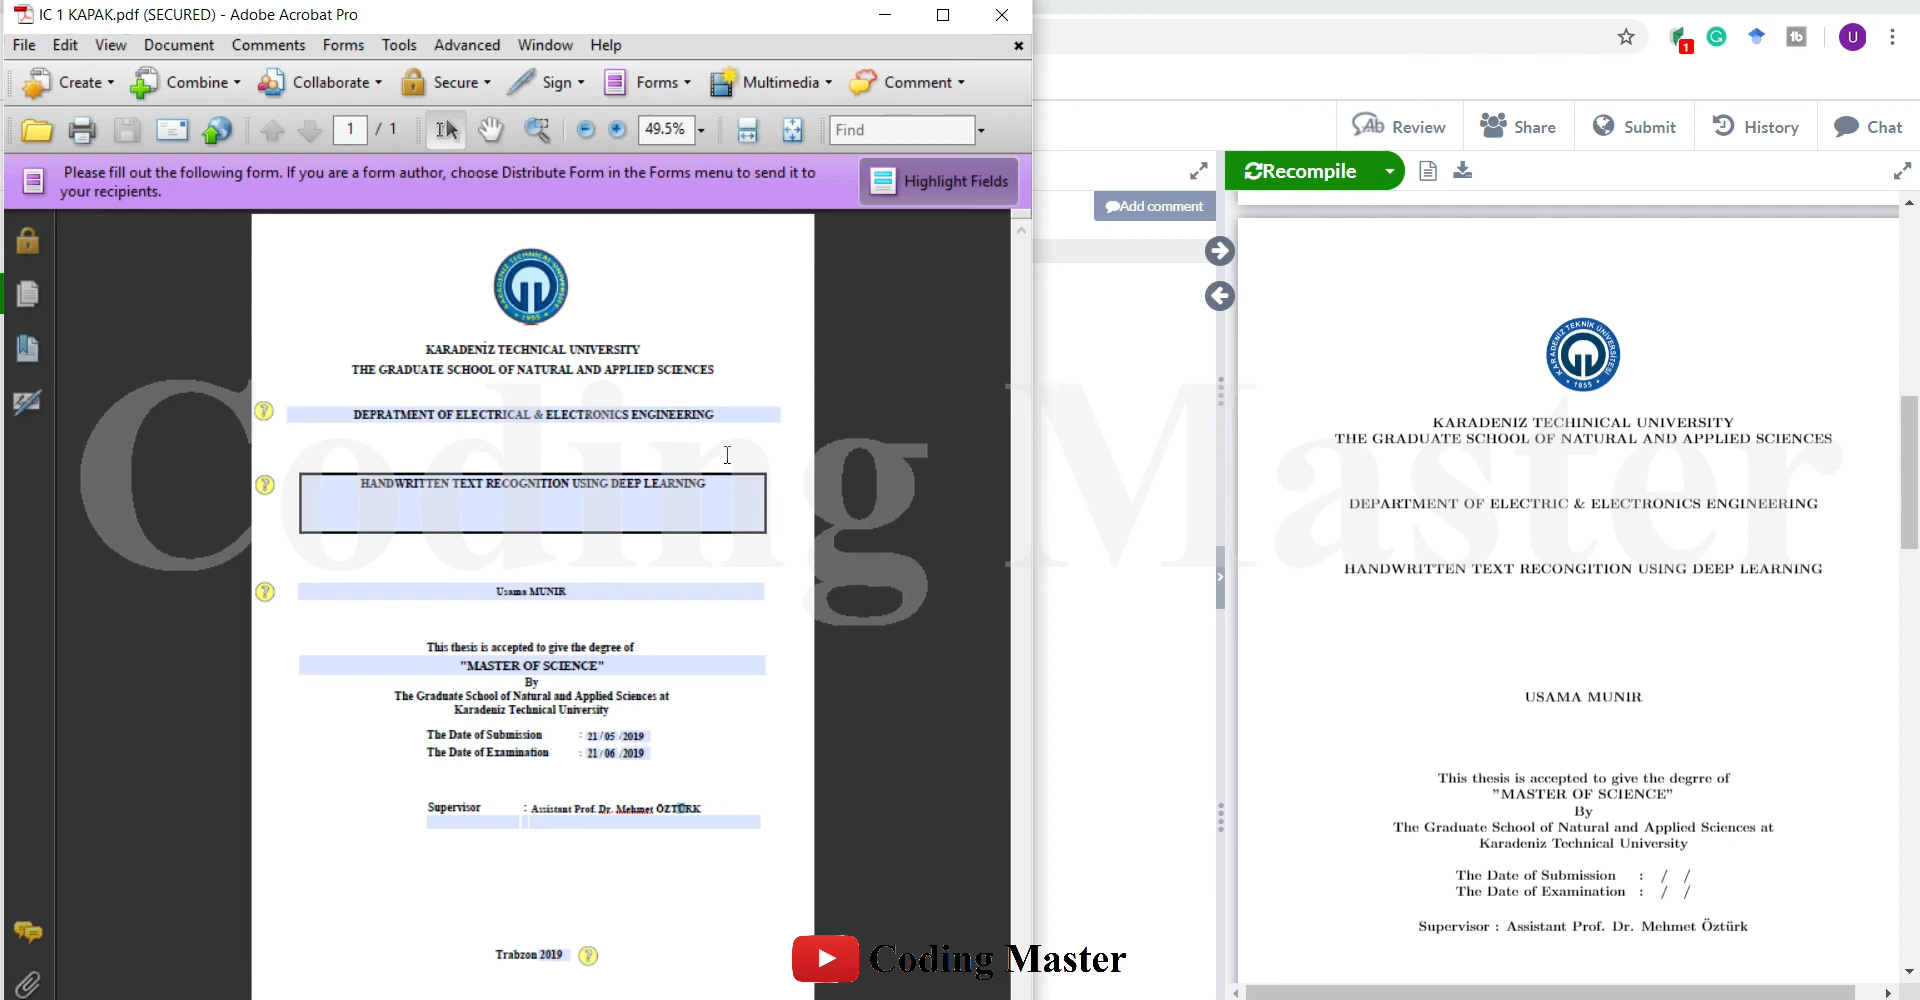 IC 1 KAPAK.pdf (SECURED) - Adobe Acrobat Pro
File Edit View Document Comments Forms Tools Advanced Window Help
Create Combine Collaborate Secure Sign Forms Multimedia Comment
1 / 1 49.5% Find
Please fill out the following form. If you are a form author, choose Distribute Form in the Forms menu to send it to
your recipients.
Highlight Fields
KARADENİZ TECHNICAL UNIVERSITY
THE GRADUATE SCHOOL OF NATURAL AND APPLIED SCIENCES
DEPRATMENT OF ELECTRICAL & ELECTRONICS ENGINEERING
HANDWRITTEN TEXT RECOGNITION USING DEEP LEARNING
Usama MUNIR
This thesis is accepted to give the degree of
"MASTER OF SCIENCE"
By
The Graduate School of Natural and Applied Sciences at
Karadeniz Technical University
The Date of Submission : 21 / 05 / 2019
The Date of Examination : 21 / 06 / 2019
Supervisor : Assistant Prof. Dr. Mehmet ÖZTÜRK
Trabzon 2019
1
U
Review Share Submit History Chat
Recompile
Add comment
KARADENİZ TEKNİK ÜNİVERSİTESİ
1955
KARADENIZ TECHINICAL UNIVERSITY
THE GRADUATE SCHOOL OF NATURAL AND APPLIED SCIENCES
DEPARTMENT OF ELECTRIC & ELECTRONICS ENGINEERING
HANDWRITTEN TEXT RECONGITION USING DEEP LEARNING
USAMA MUNIR
This thesis is accepted to give the degrre of
"MASTER OF SCIENCE"
By
The Graduate School of Natural and Applied Sciences at
Karadeniz Technical University
The Date of Submission : / /
The Date of Examination : / /
Supervisor : Assistant Prof. Dr. Mehmet Öztürk
Coding Master
Coding Master